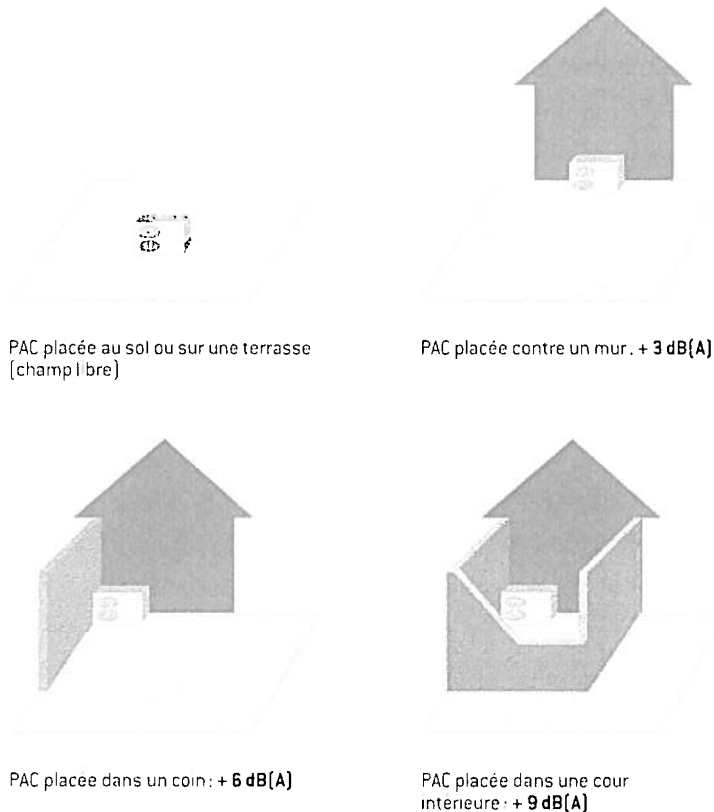 PAC placée au sol ou sur une terrasse
(champ libre)
PAC placée contre un mur : + 3 dB(A)
PAC placée dans un coin : + 6 dB(A)
PAC placée dans une cour
intérieure : + 9 dB(A)